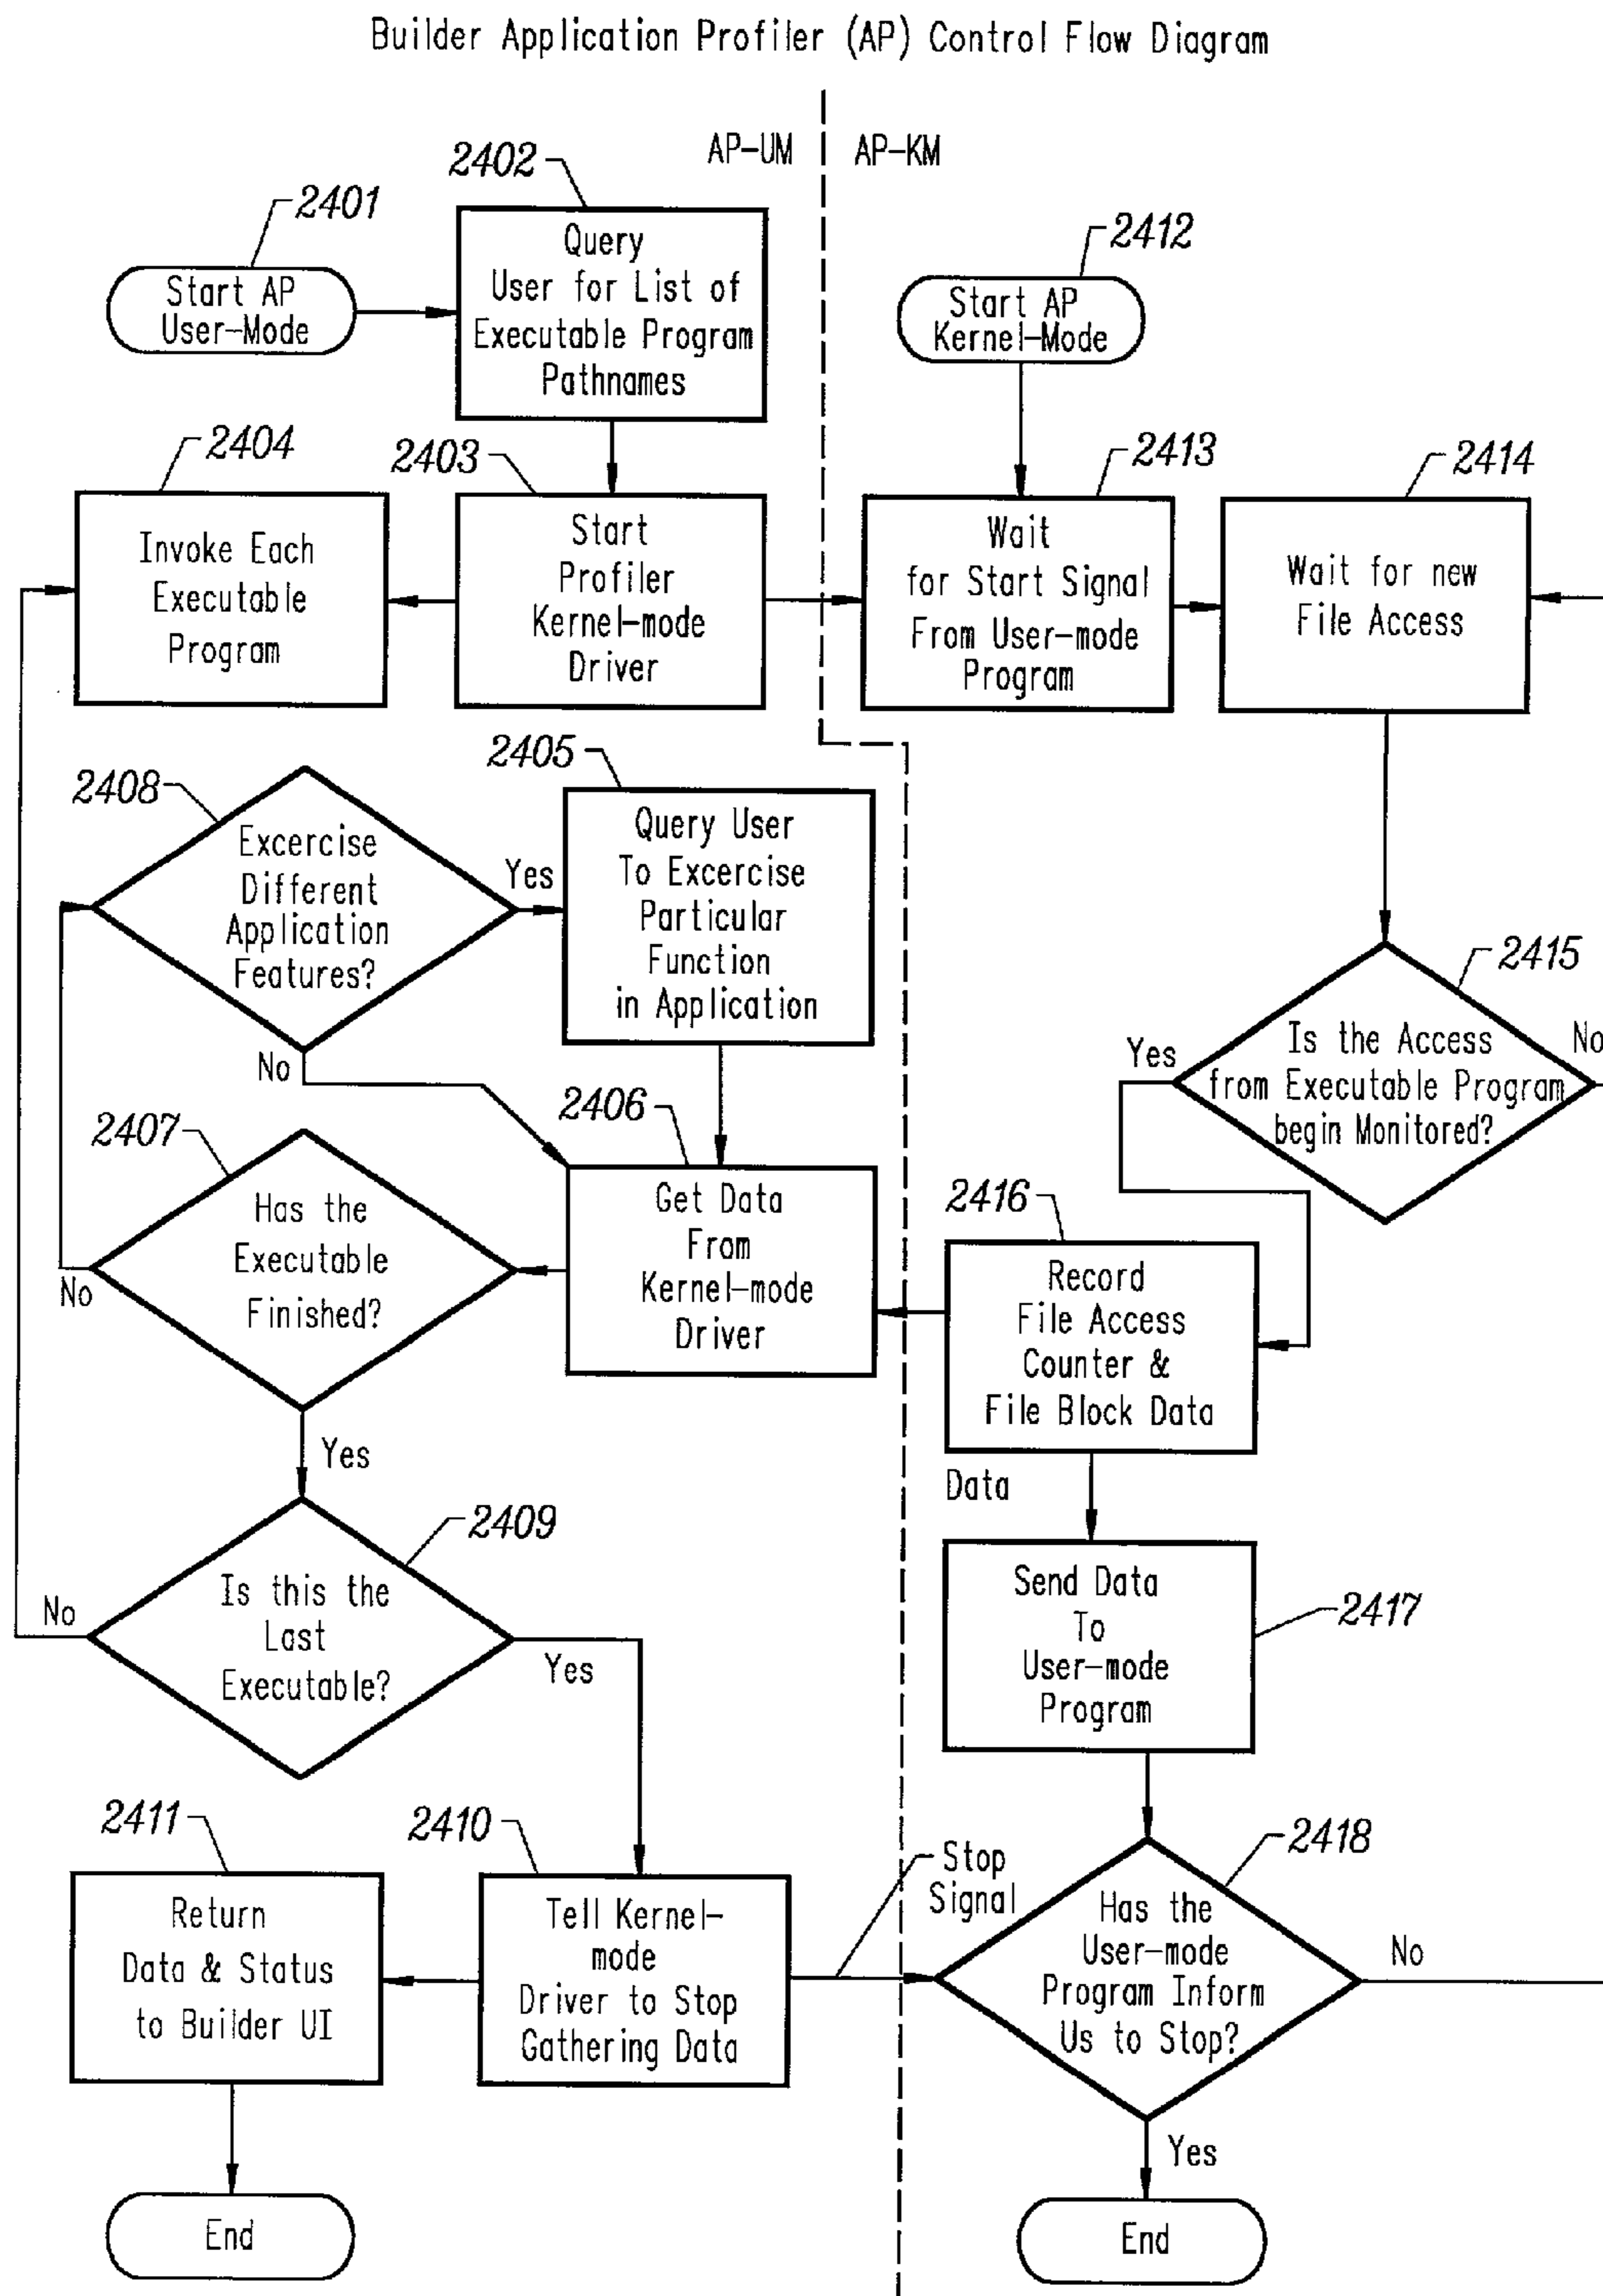 Builder Application Profiler (AP) Control Flow Diagram
AP-UM
AP-KM
2401
Start AP
User-Mode
2402
Query
User for List of
Executable Program
Pathnames
2412
Start AP
Kernel-Mode
2404
Invoke Each
Executable
Program
2403
Start
Profiler
Kernel-mode
Driver
2413
Wait
for Start Signal
From User-mode
Program
2414
Wait for new
File Access
2408
Excercise
Different
Application
Features?
Yes
No
2405
Query User
To Excercise
Particular
Function
in Application
2415
Is the Access
from Executable Program
begin Monitored?
Yes
No
2407
Has the
Executable
Finished?
No
Yes
2406
Get Data
From
Kernel-mode
Driver
2416
Record
File Access
Counter &
File Block Data
Data
2409
Is this the
Last
Executable?
No
Yes
2417
Send Data
To
User-mode
Program
2411
Return
Data & Status
to Builder UI
2410
Tell Kernel-
mode
Driver to Stop
Gathering Data
Stop
Signal
2418
Has the
User-mode
Program Inform
Us to Stop?
No
Yes
End
End